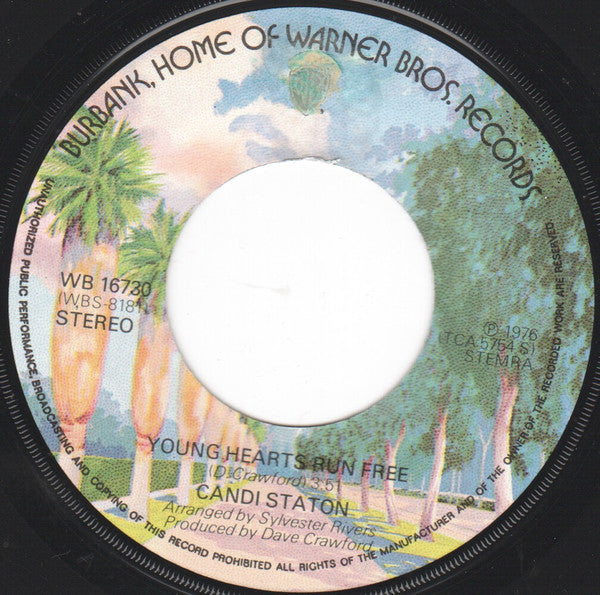 BURBANK, HOME OF WARNER BROS. RECORDS
WB 16730
(WBS-8181)
STEREO
Ⓟ 1976
(TCA-5754-S)
TEMRA
YOUNG HEARTS RUN FREE
(D.Crawford) 3:51
CANDI STATON
Arranged by Sylvester Rivers
Produced by Dave Crawford
UNAUTHORIZED PUBLIC PERFORMANCE, BROADCASTING AND COPYING OF THIS RECORD PROHIBITED ALL RIGHTS OF THE MANUFACTURER AND OF THE OWNER OF THE RECORDED WORK ARE RESERVED.